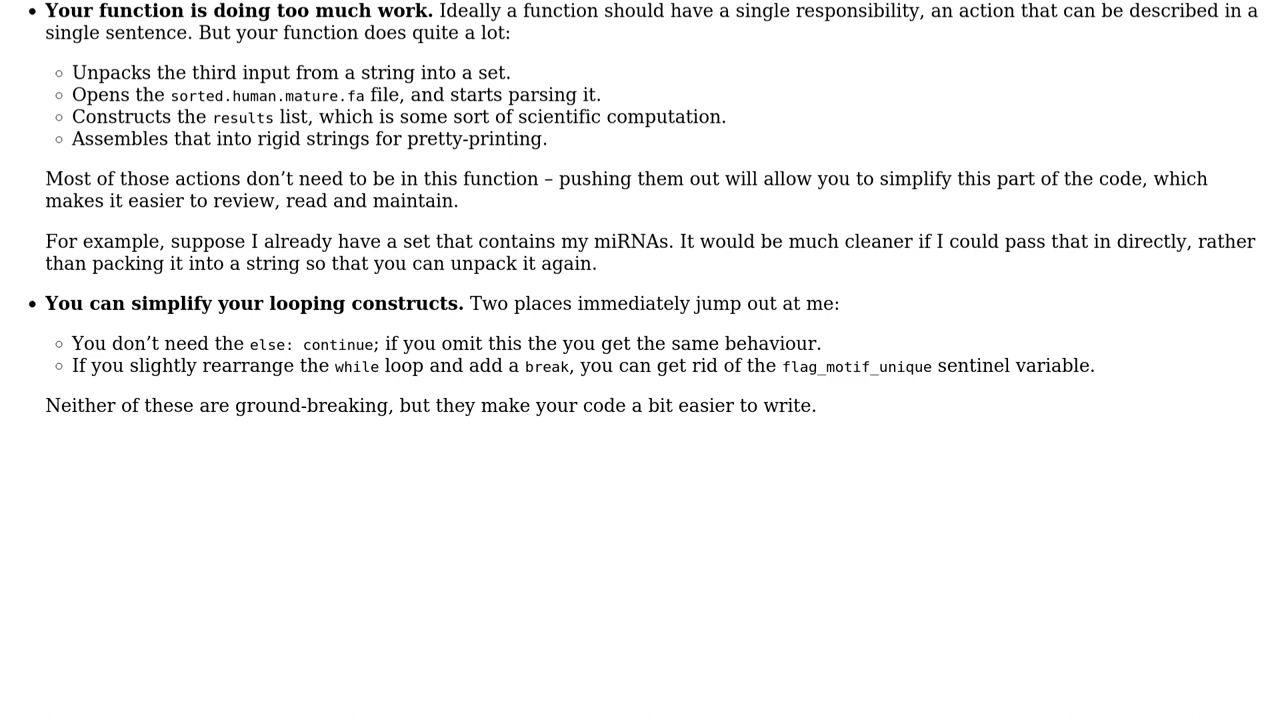 • Your function is doing too much work. Ideally a function should have a single responsibility, an action that can be described in a
single sentence. But your function does quite a lot:
◦ Unpacks the third input from a string into a set.
◦ Opens the sorted.human.mature.fa file, and starts parsing it.
◦ Constructs the results list, which is some sort of scientific computation.
◦ Assembles that into rigid strings for pretty-printing.
Most of those actions don’t need to be in this function – pushing them out will allow you to simplify this part of the code, which
makes it easier to review, read and maintain.
For example, suppose I already have a set that contains my miRNAs. It would be much cleaner if I could pass that in directly, rather
than packing it into a string so that you can unpack it again.
• You can simplify your looping constructs. Two places immediately jump out at me:
◦ You don’t need the else: continue; if you omit this the you get the same behaviour.
◦ If you slightly rearrange the while loop and add a break, you can get rid of the flag_motif_unique sentinel variable.
Neither of these are ground-breaking, but they make your code a bit easier to write.